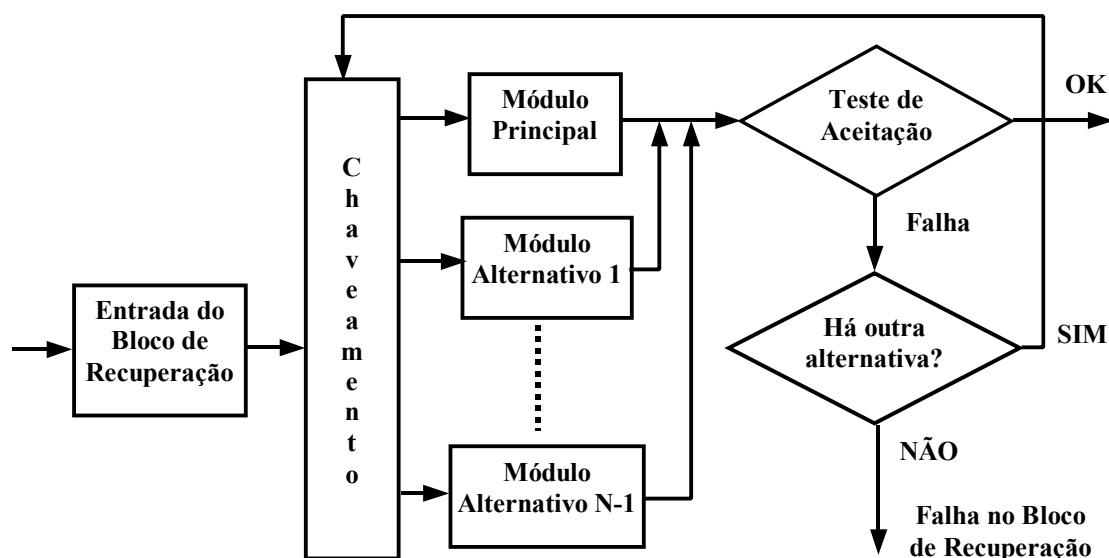 Entrada do
Bloco de
Recuperação
Chaveamento
Módulo
Principal
Módulo
Alternativo 1
Módulo
Alternativo N-1
Teste de
Aceitação
OK
Falha
Há outra
alternativa?
SIM
NÃO
Falha no Bloco
de Recuperação